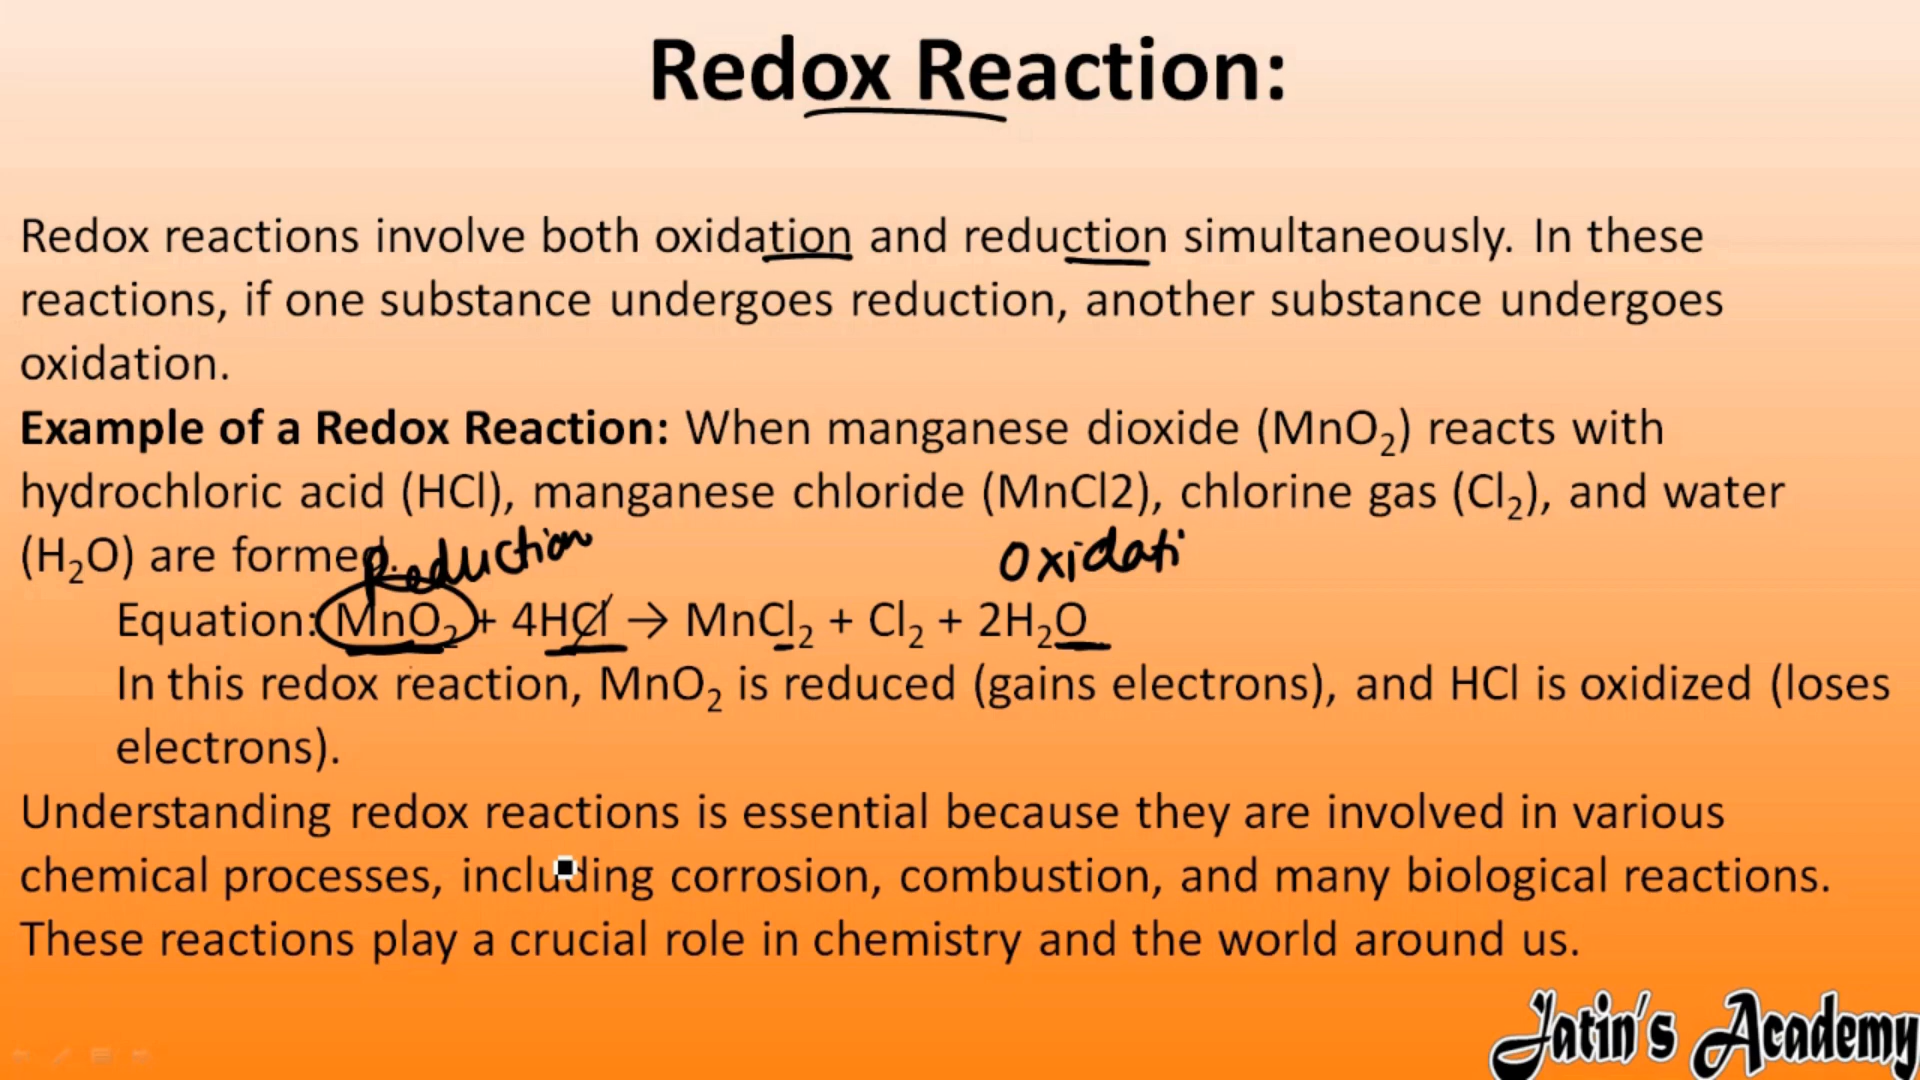 Redox Reaction:
Redox reactions involve both oxidation and reduction simultaneously. In these
reactions, if one substance undergoes reduction, another substance undergoes
oxidation.
Example of a Redox Reaction: When manganese dioxide (MnO₂) reacts with
hydrochloric acid (HCl), manganese chloride (MnCl2), chlorine gas (Cl₂), and water
(H₂O) are formed.
Reduction
Oxidati
Equation: MnO₂ + 4HCl → MnCl₂ + Cl₂ + 2H₂O
In this redox reaction, MnO₂ is reduced (gains electrons), and HCl is oxidized (loses
electrons).
Understanding redox reactions is essential because they are involved in various
chemical processes, including corrosion, combustion, and many biological reactions.
These reactions play a crucial role in chemistry and the world around us.
Jatin's Academy